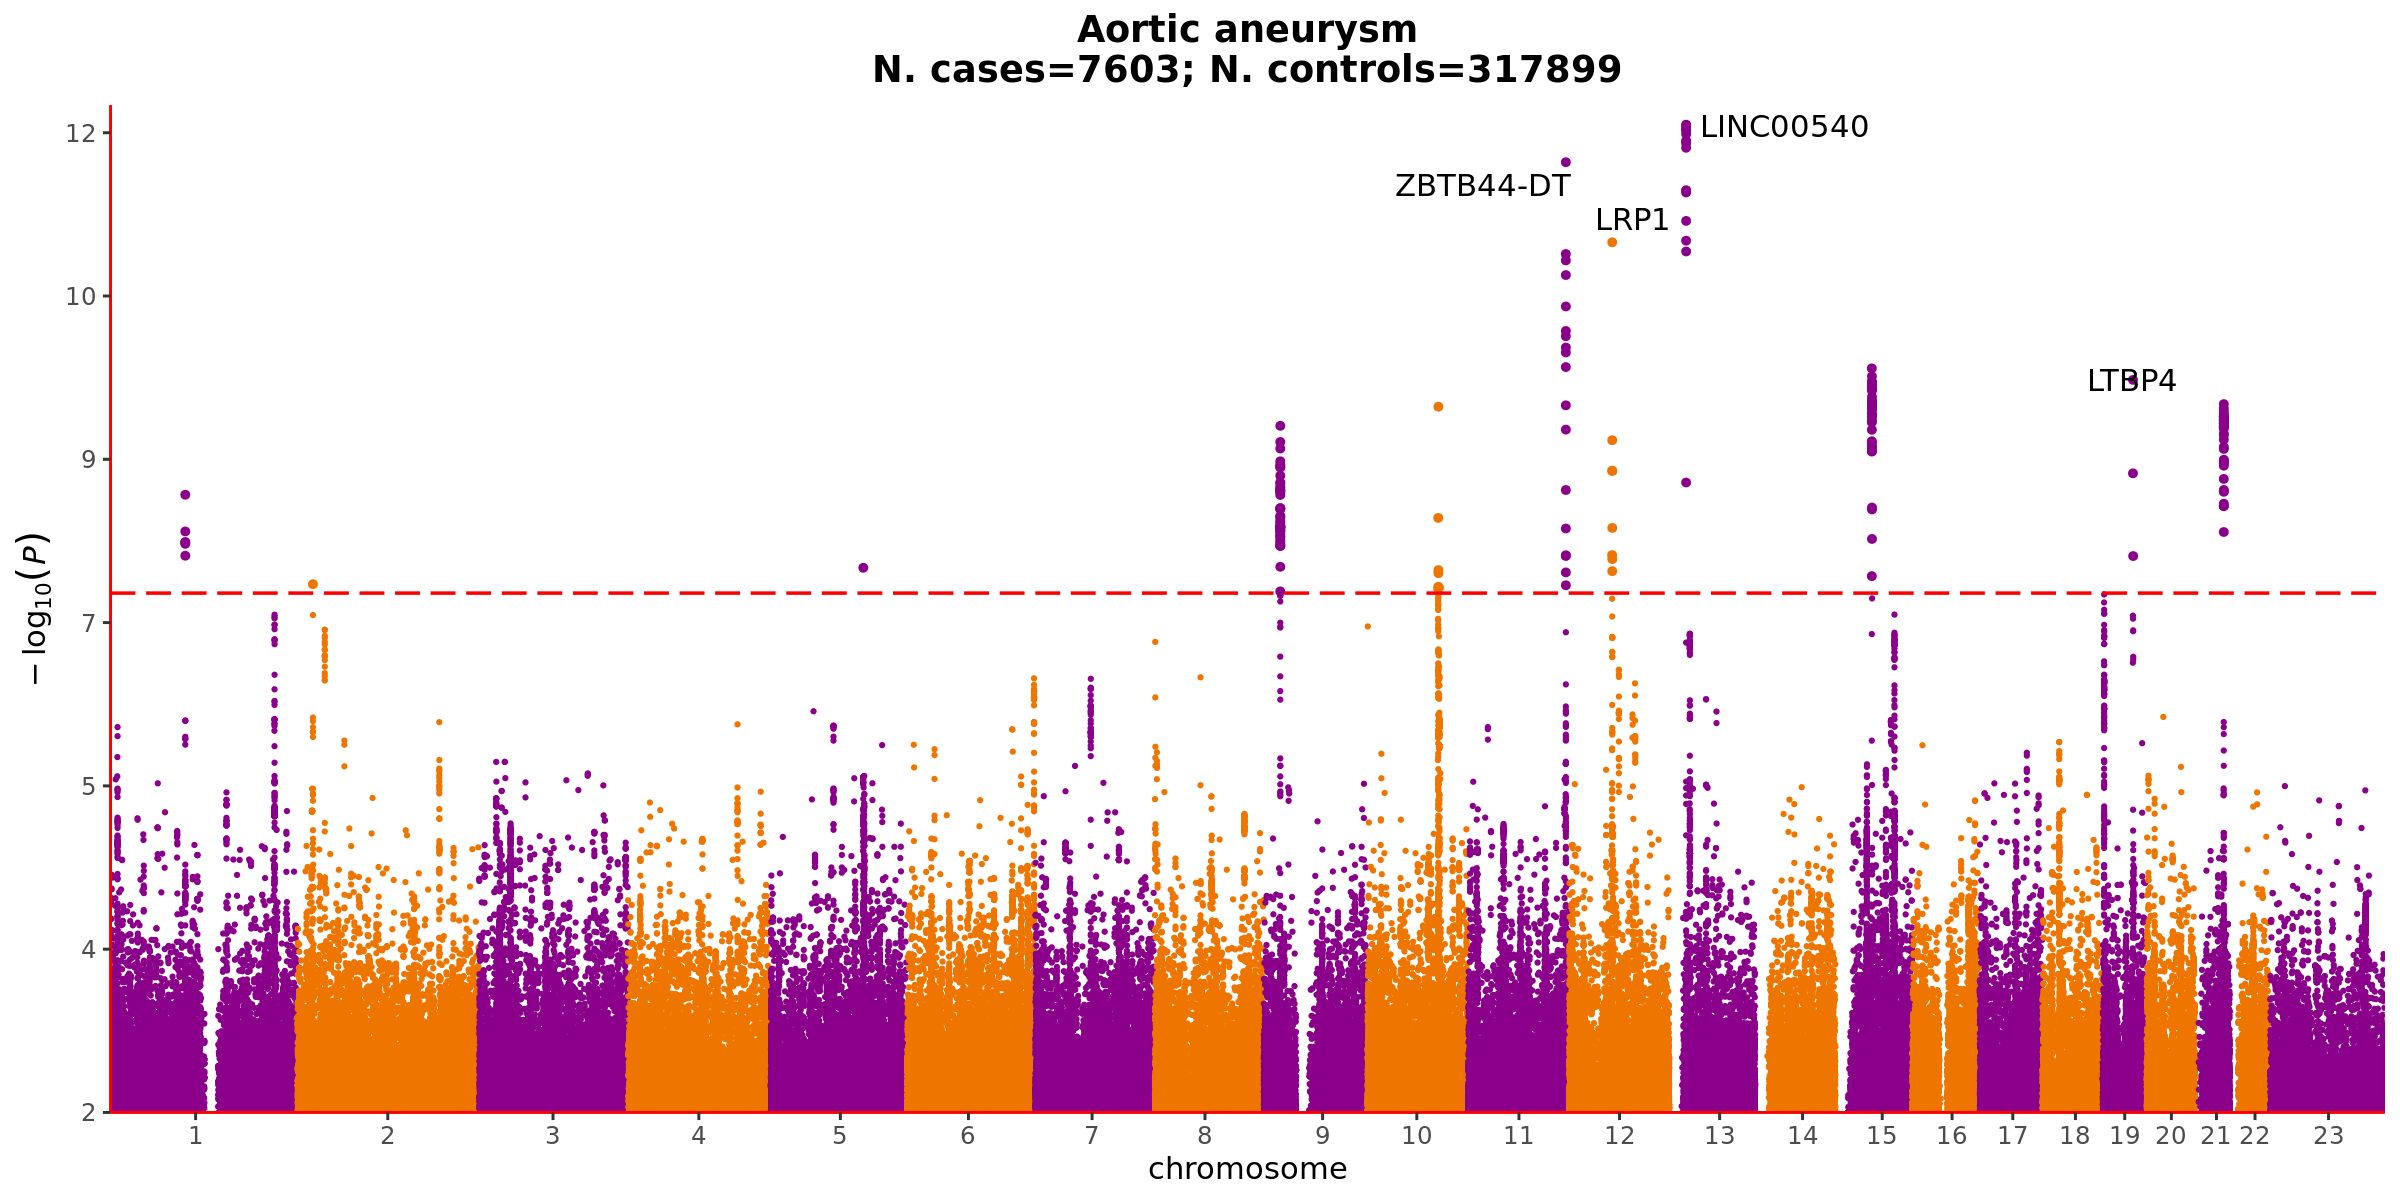 Aortic aneurysm
N. cases=7603; N. controls=317899
12
LINC00540
ZBTB44-DT
LRP1
10
LTBP4
9
−log10(P)
7
5
4
2
1 2 3 4 5 6 7 8 9 10 11 12 13 14 15 16 17 18 19 20 21 22 23
chromosome